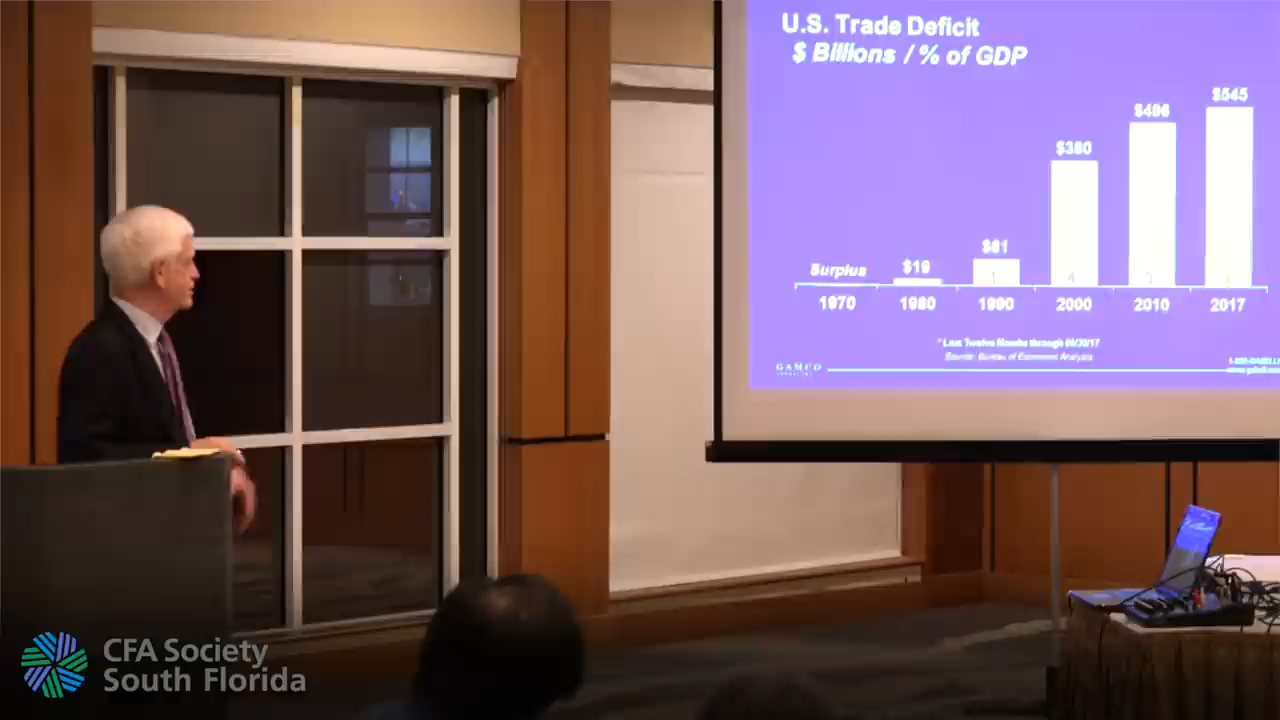 U.S. Trade Deficit
$ Billions / % of GDP
$545
$496
$380
$81
$19
Surplus
1970 1980 1990 2000 2010 2017
* Last Twelve Months through 09/30/17
Source: Bureau of Economic Analysis
GAMCO
CFA Society
South Florida